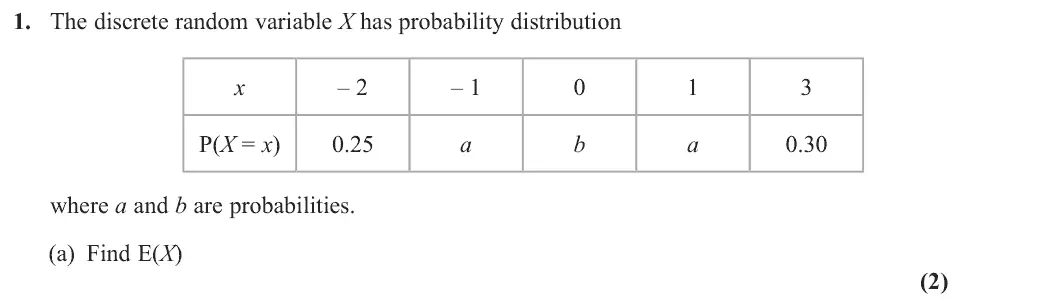 1. The discrete random variable X has probability distribution
x – 2 – 1 0 1 3
P(X = x) 0.25 a b a 0.30
where a and b are probabilities.
(a) Find E(X)
(2)